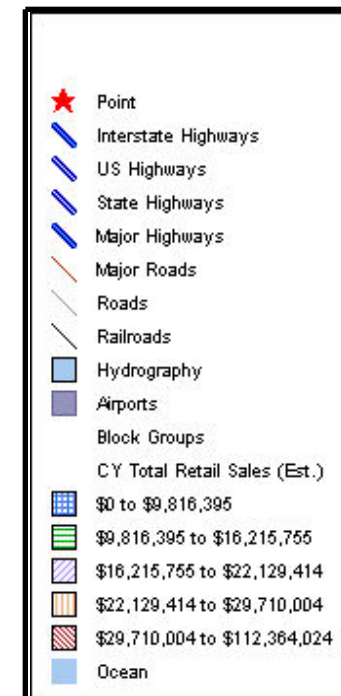 Point
Interstate Highways
US Highways
State Highways
Major Highways
Major Roads
Roads
Railroads
Hydrography
Airports
Block Groups
CY Total Retail Sales (Est.)
$0 to $9,816,395
$9,816,395 to $16,215,755
$16,215,755 to $22,129,414
$22,129,414 to $29,710,004
$29,710,004 to $112,364,024
Ocean